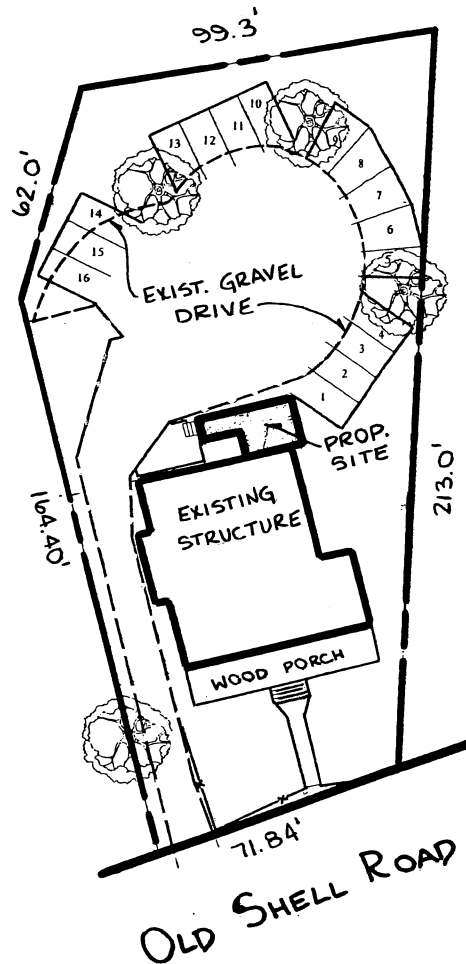 99.3'
62.0'
10
11
12
13
9
8
7
6
14
15
16
EXIST. GRAVEL
DRIVE
4
3
2
1
PROP.
SITE
213.0'
164.40'
EXISTING
STRUCTURE
WOOD PORCH
71.84'
OLD SHELL ROAD